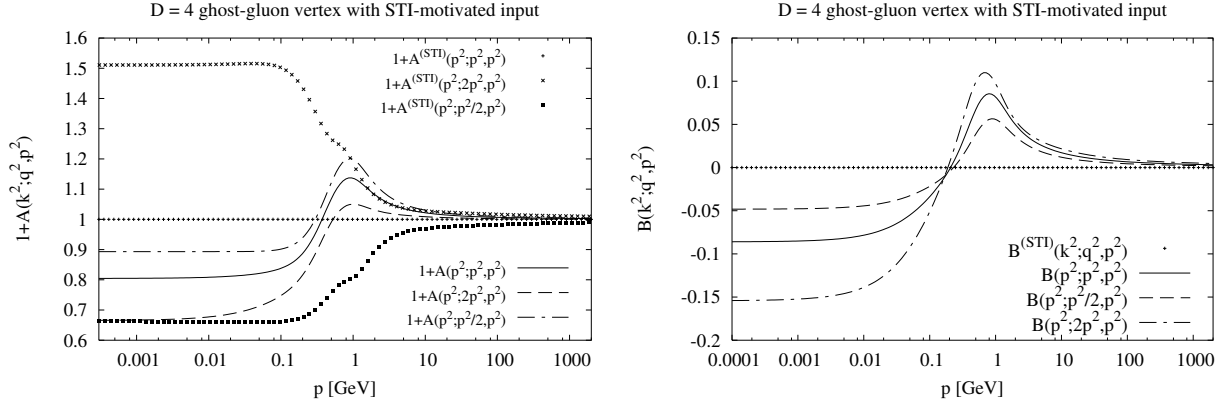 D = 4 ghost-gluon vertex with STI-motivated input
1+A(k²;q²,p²)
1.6
1.5
1.4
1.3
1.2
1.1
1
0.9
0.8
0.7
0.6
1+A^(STI)(p²;p²,p²)
1+A^(STI)(p²;2p²,p²)
1+A^(STI)(p²;p²/2,p²)
1+A(p²;p²,p²)
1+A(p²;2p²,p²)
1+A(p²;p²/2,p²)
0.001 0.01 0.1 1 10 100 1000
p [GeV]
D = 4 ghost-gluon vertex with STI-motivated input
B(k²;q²,p²)
0.15
0.1
0.05
0
-0.05
-0.1
-0.15
-0.2
B^(STI)(k²;q²,p²)
B(p²;p²,p²)
B(p²;p²/2,p²)
B(p²;2p²,p²)
0.0001 0.001 0.01 0.1 1 10 100 1000
p [GeV]